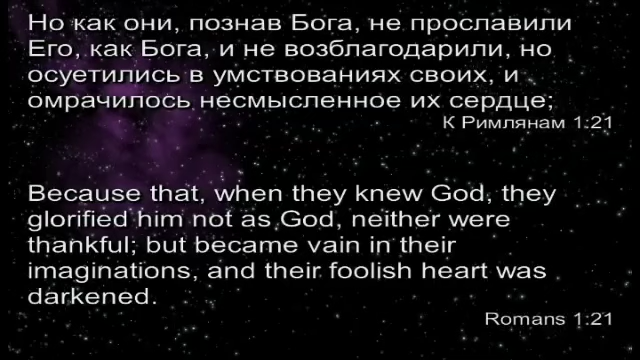 Но как они, познав Бога, не прославили
Его, как Бога, и не возблагодарили, но
осуетились в умствованиях своих, и
омрачилось несмысленное их сердце;
К Римлянам 1:21
Because that, when they knew God, they
glorified him not as God, neither were
thankful; but became vain in their
imaginations, and their foolish heart was
darkened.
Romans 1:21